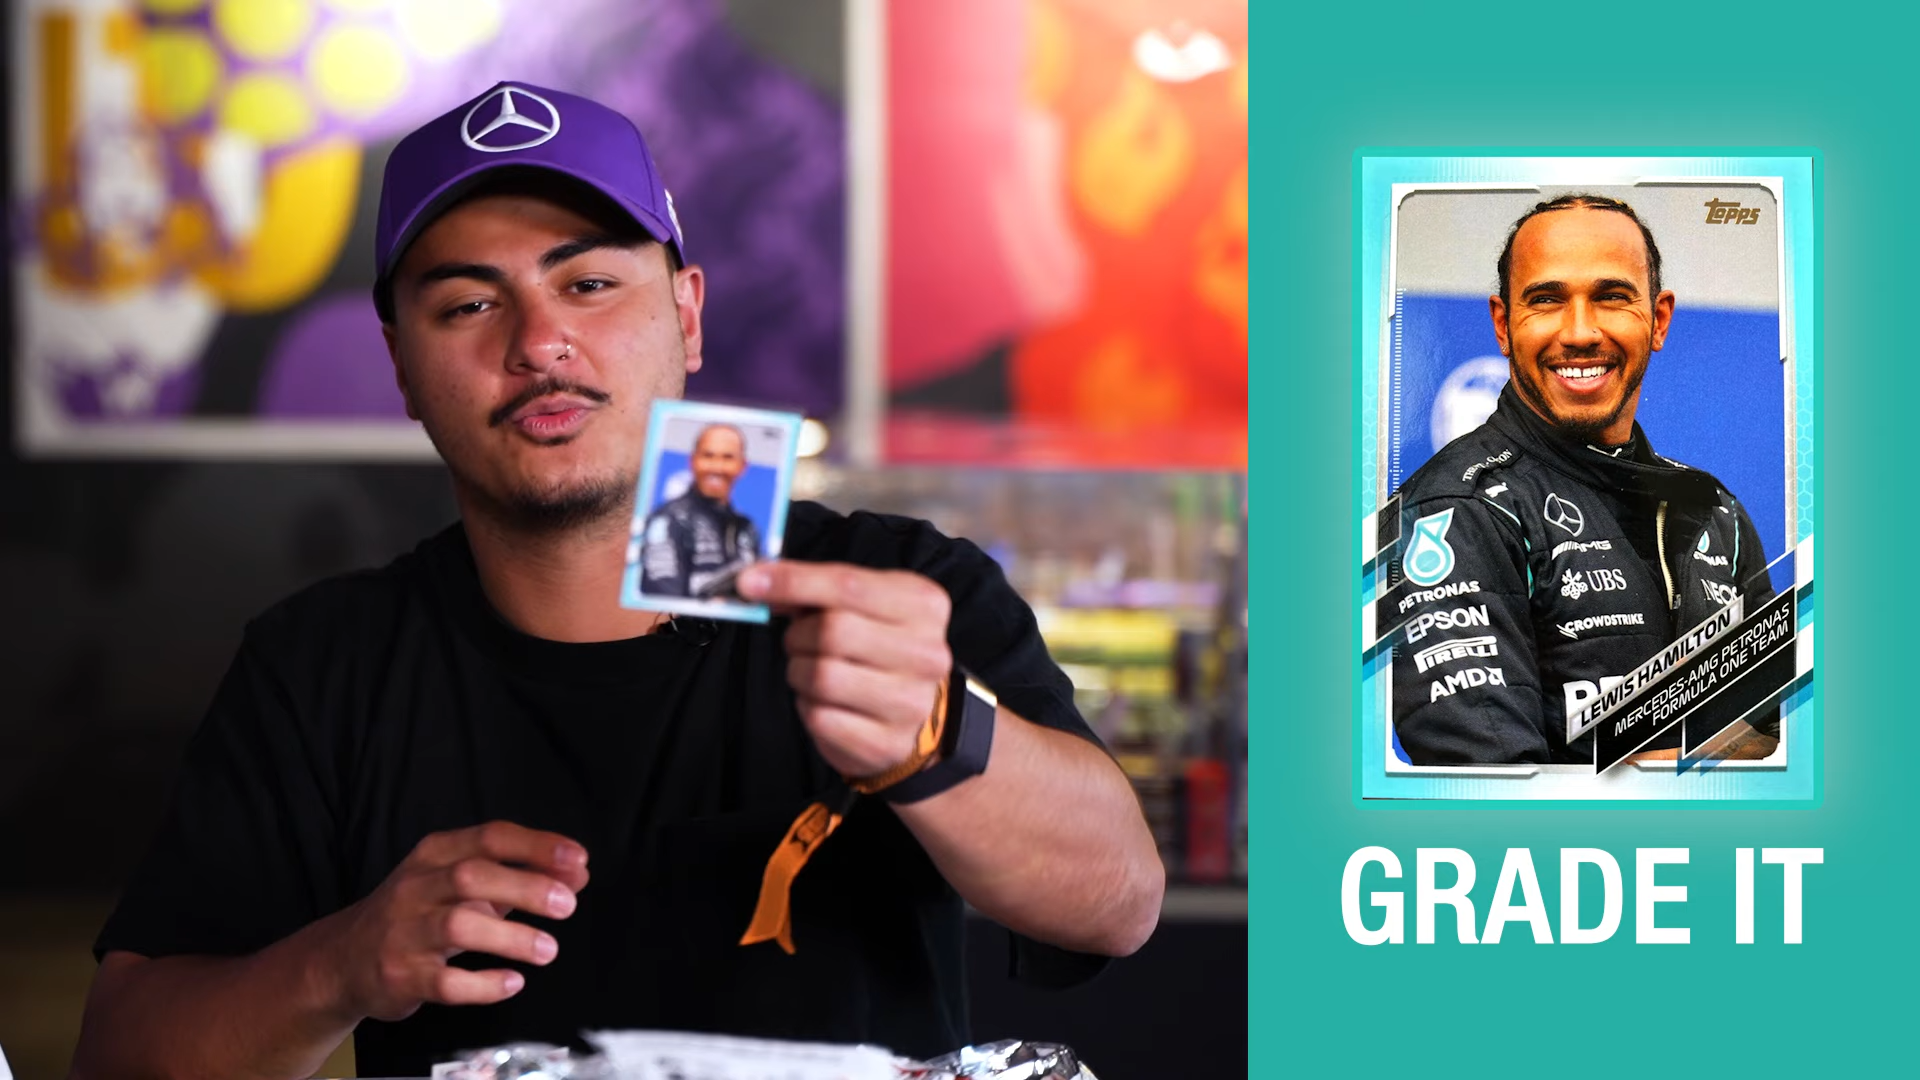 Topps
PETRONAS
EPSON
PIRELLI
AMD
AMG
UBS
CROWDSTRIKE
LEWIS HAMILTON
MERCEDES-AMG PETRONAS
FORMULA ONE TEAM
GRADE IT